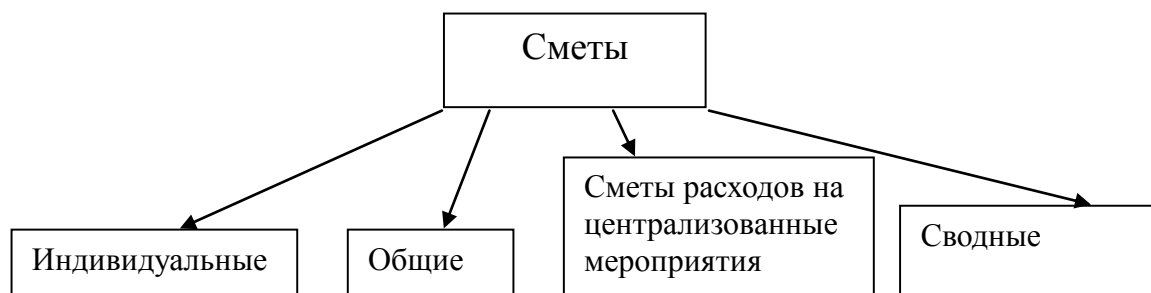 Сметы
Индивидуальные
Общие
Сметы расходов на
централизованные
мероприятия
Сводные